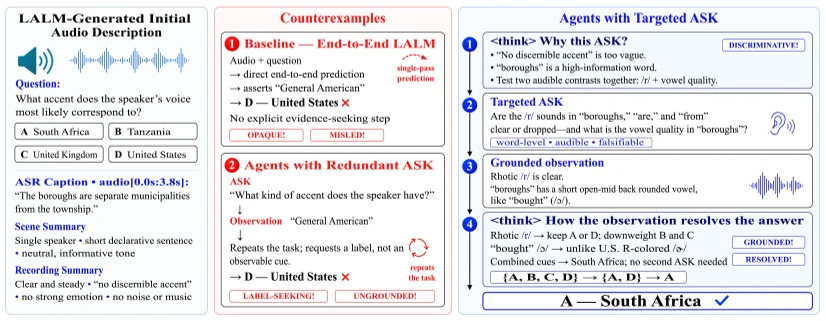 LALM-Generated Initial
Audio Description
Question:
What accent does the speaker's voice
most likely correspond to?
A South Africa
B Tanzania
C United Kingdom
D United States
ASR Caption • audio[0.0s:3.8s]:
“The boroughs are separate municipalities
from the township.”
Scene Summary
Single speaker • short declarative sentence
• neutral, informative tone
Recording Summary
Clear and steady • “no discernible accent”
• no strong emotion • no noise or music
Counterexamples
1 Baseline — End-to-End LALM
Audio + question
→ direct end-to-end prediction
→ asserts “General American”
→ D — United States ✕
single-pass
prediction
No explicit evidence-seeking step
OPAQUE!
MISLED!
2 Agents with Redundant ASK
ASK
“What kind of accent does the speaker have?”
↓
Observation “General American”
↓
Repeats the task; requests a label, not an
observable cue.
→ D — United States ✕
repeats
the task
LABEL-SEEKING!
UNGROUNDED!
Agents with Targeted ASK
1
<think> Why this ASK?
DISCRIMINATIVE!
• “No discernible accent” is too vague.
• “boroughs” is a high-information word.
• Test two audible contrasts together: /r/ + vowel quality.
2
Targeted ASK
Are the /r/ sounds in “boroughs,” “are,” and “from”
clear or dropped—and what is the vowel quality in “boroughs”?
word-level • audible • falsifiable
3
Grounded observation
Rhotic /r/ is clear.
“boroughs” has a short open-mid back rounded vowel,
like “bought” (/ɔ/).
4
<think> How the observation resolves the answer
Rhotic /r/ → keep A or D; downweight B and C
“bought” /ɔ/ → unlike U.S. R-colored /ɚ/
Combined cues → South Africa; no second ASK needed
GROUNDED!
RESOLVED!
{A, B, C, D} → {A, D} → A
A — South Africa ✓